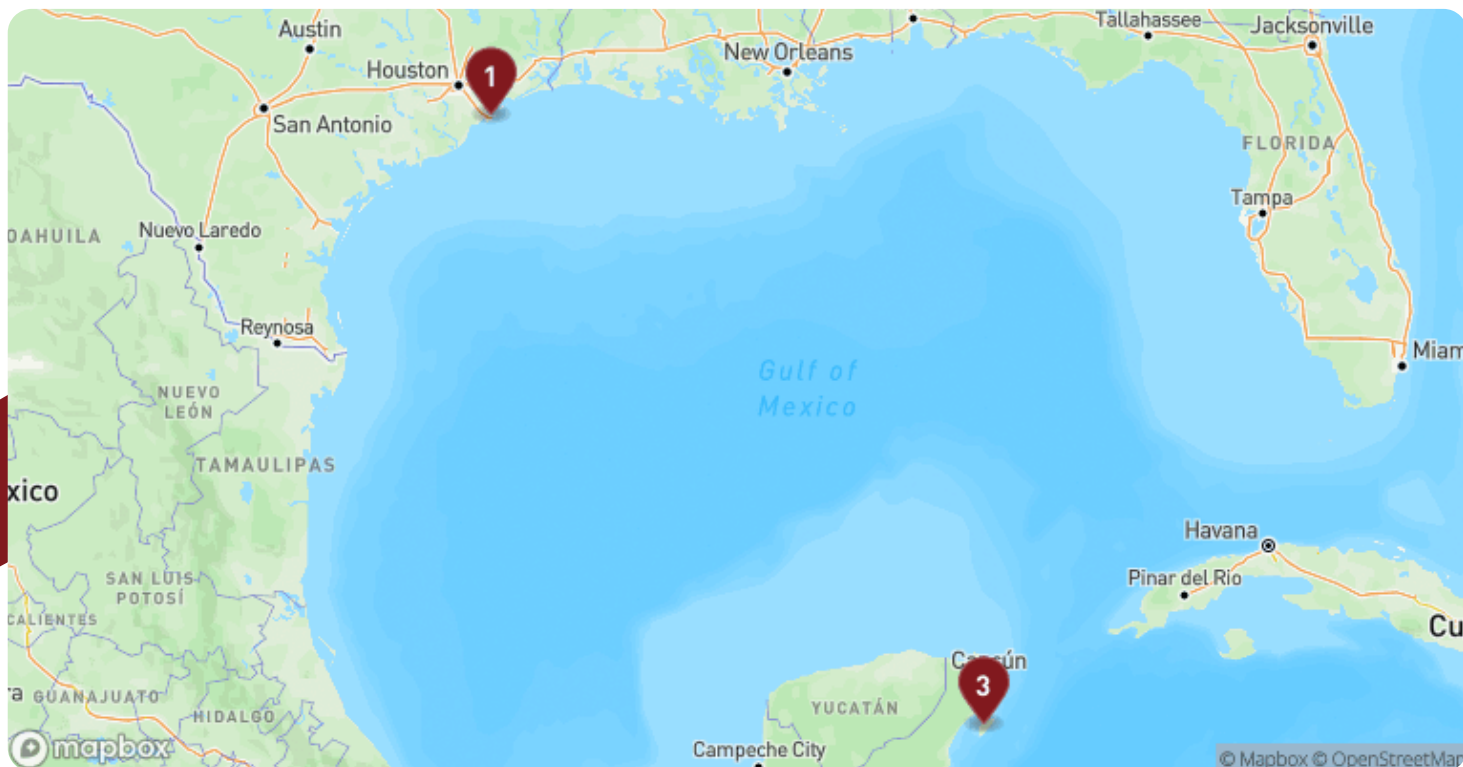 Tallahassee
Jacksonville
Austin
New Orleans
Houston
1
San Antonio
FLORIDA
Tampa
OAHUILA
Nuevo Laredo
Reynosa
Miam
Gulf of
Mexico
NUEVO
LEÓN
TAMAULIPAS
xico
Havana
Pinar del Rio
SAN LUIS
POTOSÍ
CALIENTES
Cu
3
ra
GUANAJUATO
YUCATÁN
HIDALGO
mapbox
Campeche City
© Mapbox © OpenStreetMap